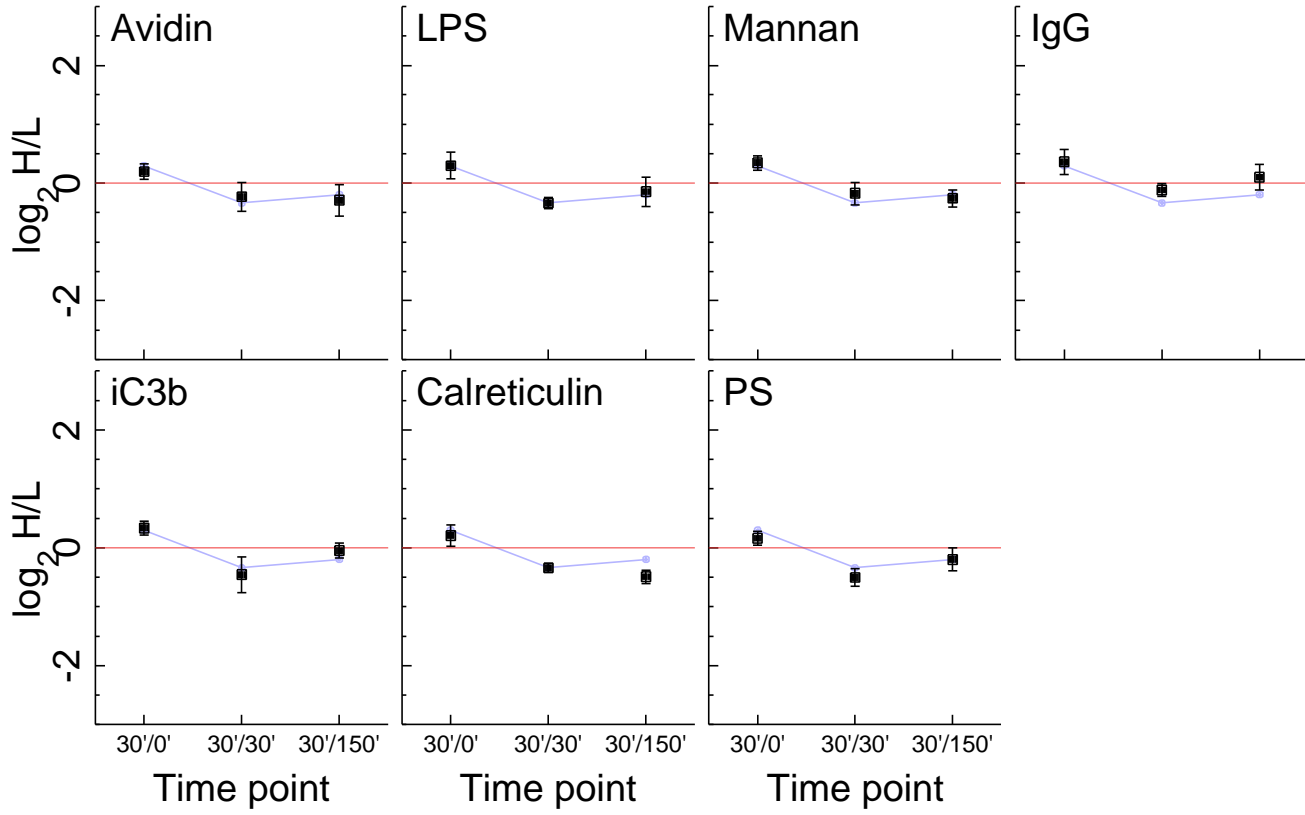 Avidin LPS Mannan IgG
2
0
-2
log2 H/L
iC3b Calreticulin PS
2
0
-2
log2 H/L
30'/0' 30'/30' 30'/150' 30'/0' 30'/30' 30'/150' 30'/0' 30'/30' 30'/150'
Time point Time point Time point